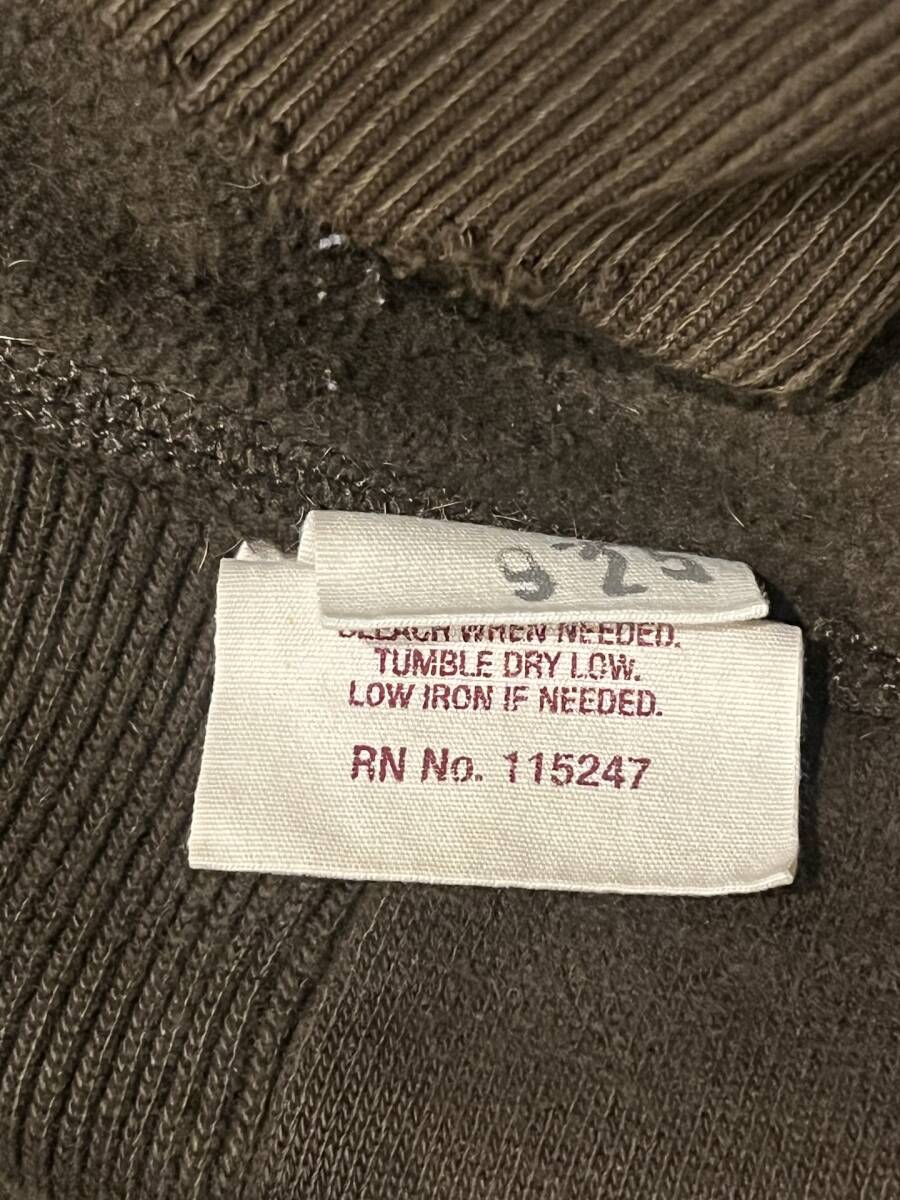 BLEACH WHEN NEEDED.
TUMBLE DRY LOW.
LOW IRON IF NEEDED.
RN No. 115247